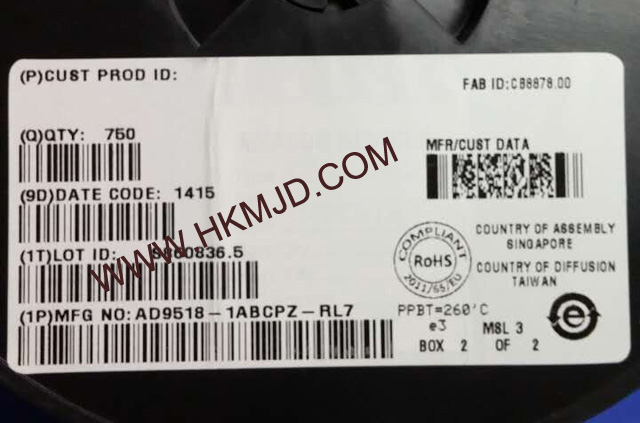 (P)CUST PROD ID:
FAB ID:CB8878.00
(Q)QTY: 750
MFR/CUST DATA
(9D)DATE CODE: 1415
WWW.HKMJD.COM
(1T)LOT ID:
COMPLIANT
RoHS
2011/65/EU
COUNTRY OF ASSEMBLY
SINGAPORE
COUNTRY OF DIFFUSION
TAIWAN
(1P)MFG NO:AD9518-1ABCPZ-RL7
PPBT=260'C
e3
MSL 3
BOX 2 OF 2
e